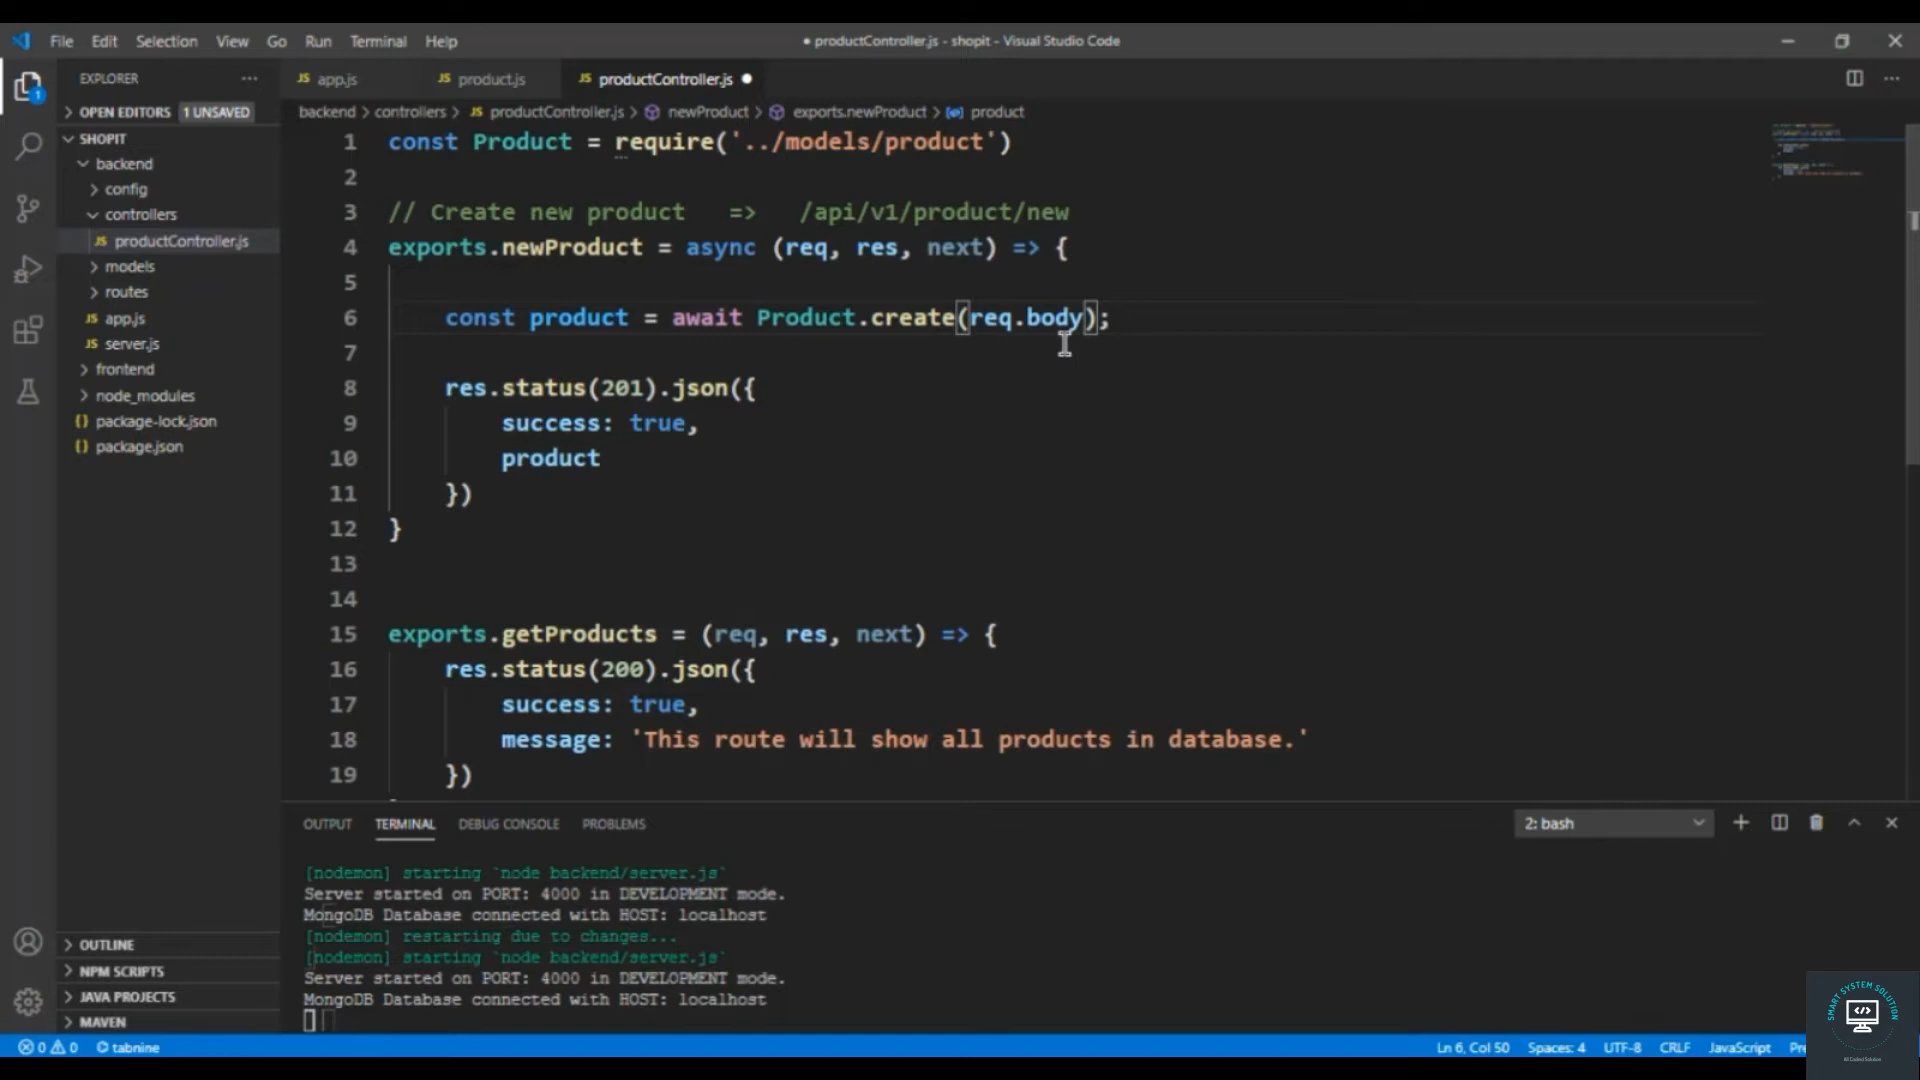 File Edit Selection View Go Run Terminal Help
● productController.js - shopit - Visual Studio Code
EXPLORER
JS app.js JS product.js JS productController.js ●
OPEN EDITORS 1 UNSAVED
backend > controllers > JS productController.js > newProduct > exports.newProduct > product
SHOPIT
backend
config
controllers
JS productController.js
models
routes
JS app.js
JS server.js
frontend
node_modules
{} package-lock.json
{} package.json
OUTLINE
NPM SCRIPTS
JAVA PROJECTS
MAVEN
1 const Product = require('../models/product')
2
3 // Create new product => /api/v1/product/new
4 exports.newProduct = async (req, res, next) => {
5
6 const product = await Product.create(req.body);
7
8 res.status(201).json({
9 success: true,
10 product
11 })
12 }
13
14
15 exports.getProducts = (req, res, next) => {
16 res.status(200).json({
17 success: true,
18 message: 'This route will show all products in database.'
19 })
OUTPUT TERMINAL DEBUG CONSOLE PROBLEMS
2: bash
[nodemon] starting `node backend/server.js`
Server started on PORT: 4000 in DEVELOPMENT mode.
MongoDB Database connected with HOST: localhost
[nodemon] restarting due to changes...
[nodemon] starting `node backend/server.js`
Server started on PORT: 4000 in DEVELOPMENT mode.
MongoDB Database connected with HOST: localhost
0 0 tabnine
Ln 6, Col 50 Spaces: 4 UTF-8 CRLF JavaScript
SMART SYSTEM SOLUTION